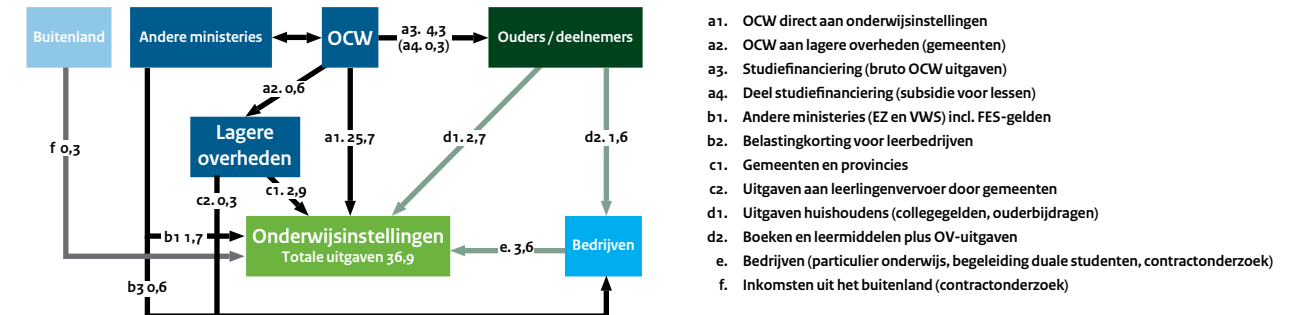 Buitenland
Andere ministeries
OCW
a3. 4,3
(a4. 0,3)
Ouders / deelnemers
a2. 0,6
Lagere
overheden
f 0,3
a1. 25,7
d1. 2,7
d2. 1,6
c1. 2,9
c2. 0,3
b1 1,7
Onderwijsinstellingen
Totale uitgaven 36,9
e. 3,6
Bedrijven
b3 0,6
a1. OCW direct aan onderwijsinstellingen
a2. OCW aan lagere overheden (gemeenten)
a3. Studiefinanciering (bruto OCW uitgaven)
a4. Deel studiefinanciering (subsidie voor lessen)
b1. Andere ministeries (EZ en VWS) incl. FES-gelden
b2. Belastingkorting voor leerbedrijven
c1. Gemeenten en provincies
c2. Uitgaven aan leerlingenvervoer door gemeenten
d1. Uitgaven huishoudens (collegegelden, ouderbijdragen)
d2. Boeken en leermiddelen plus OV-uitgaven
e. Bedrijven (particulier onderwijs, begeleiding duale studenten, contractonderzoek)
f. Inkomsten uit het buitenland (contractonderzoek)